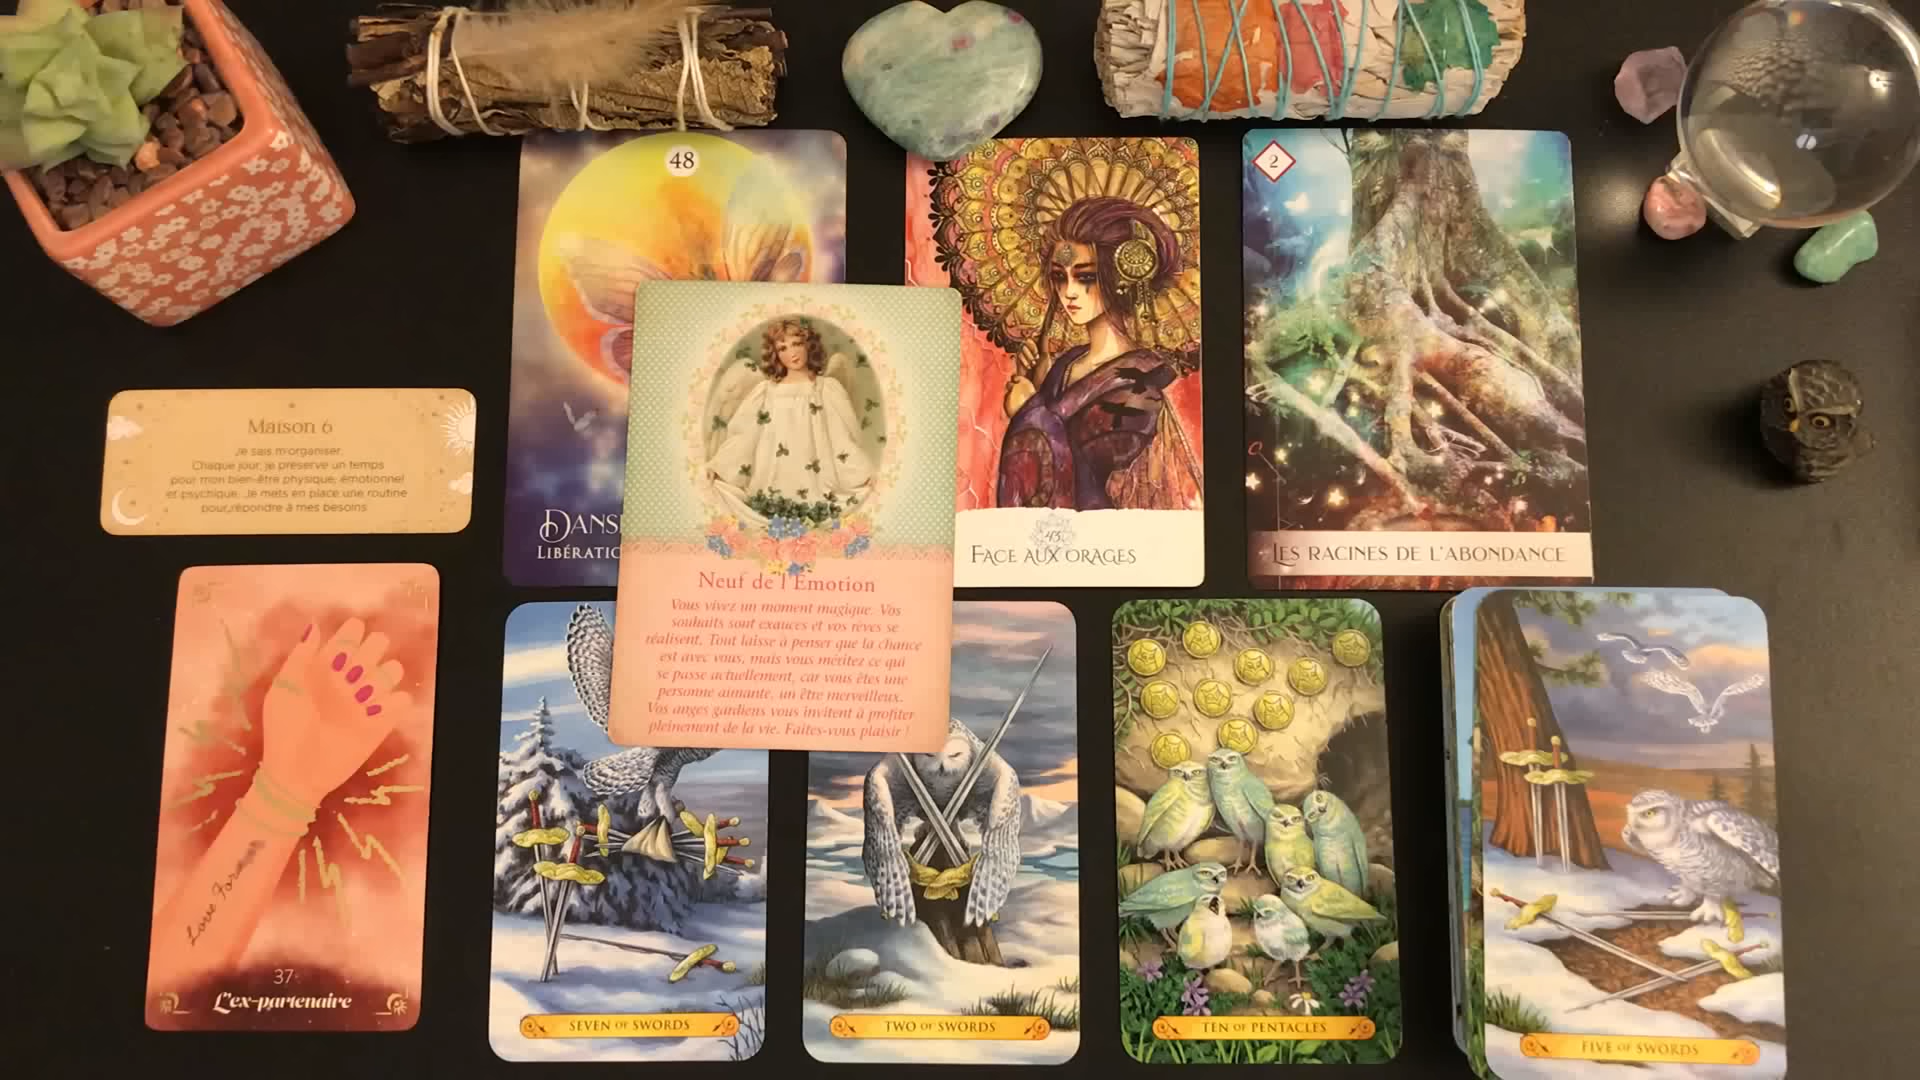 48
DANS
LIBÉRATIO
43
FACE AUX ORAGES
2
LES RACINES DE L'ABONDANCE
Maison 6
Je sais m'organiser.
Chaque jour, je préserve un temps
pour mon bien-être physique, émotionnel
et psychique. Je mets en place une routine
pour répondre à mes besoins.
Neuf de l'Emotion
Vous vivez un moment magique. Vos
souhaits sont exaucés et vos rêves se
réalisent. Tout laisse à penser que la chance
est avec vous, mais vous méritez ce qui
se passe actuellement, car vous êtes une
personne aimante, un être merveilleux.
Vos anges gardiens vous invitent à profiter
pleinement de la vie. Faites-vous plaisir !
Love Forever
37
L'ex-partenaire
SEVEN OF SWORDS
TWO OF SWORDS
TEN OF PENTACLES
FIVE OF SWORDS